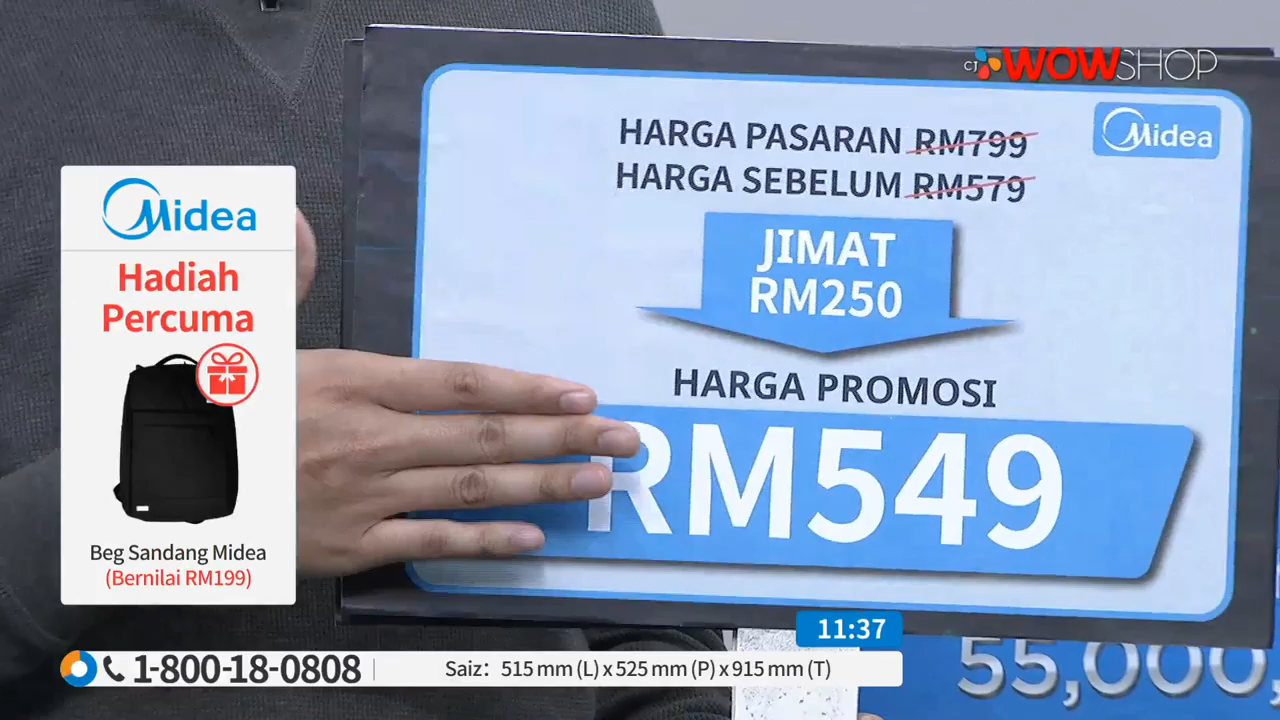 CJ WOWSHOP
Midea
HARGA PASARAN RM799
HARGA SEBELUM RM579
JIMAT
RM250
HARGA PROMOSI
RM549
Midea
Hadiah
Percuma
Beg Sandang Midea
(Bernilai RM199)
11:37
1-800-18-0808
Saiz: 515 mm (L) x 525 mm (P) x 915 mm (T)
55,000,